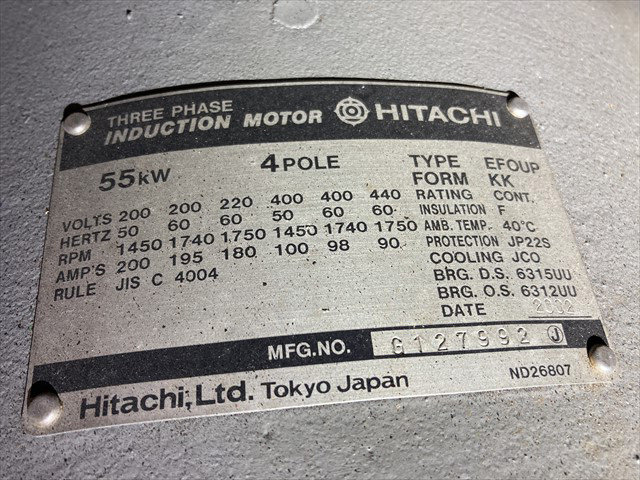 THREE PHASE
INDUCTION MOTOR HITACHI
55kW 4POLE
VOLTS 200 200 220 400 400 440
HERTZ 50 60 60 50 60 60
RPM 1450 1740 1750 1450 1740 1750
AMP'S 200 195 180 100 98 90
RULE JIS C 4004
TYPE EFOUP
FORM KK
RATING CONT.
INSULATION F
AMB. TEMP. 40°C
PROTECTION JP22S
COOLING JCO
BRG. D.S. 6315UU
BRG. O.S. 6312UU
DATE
MFG.NO. G127992 J
Hitachi, Ltd. Tokyo Japan
ND26807